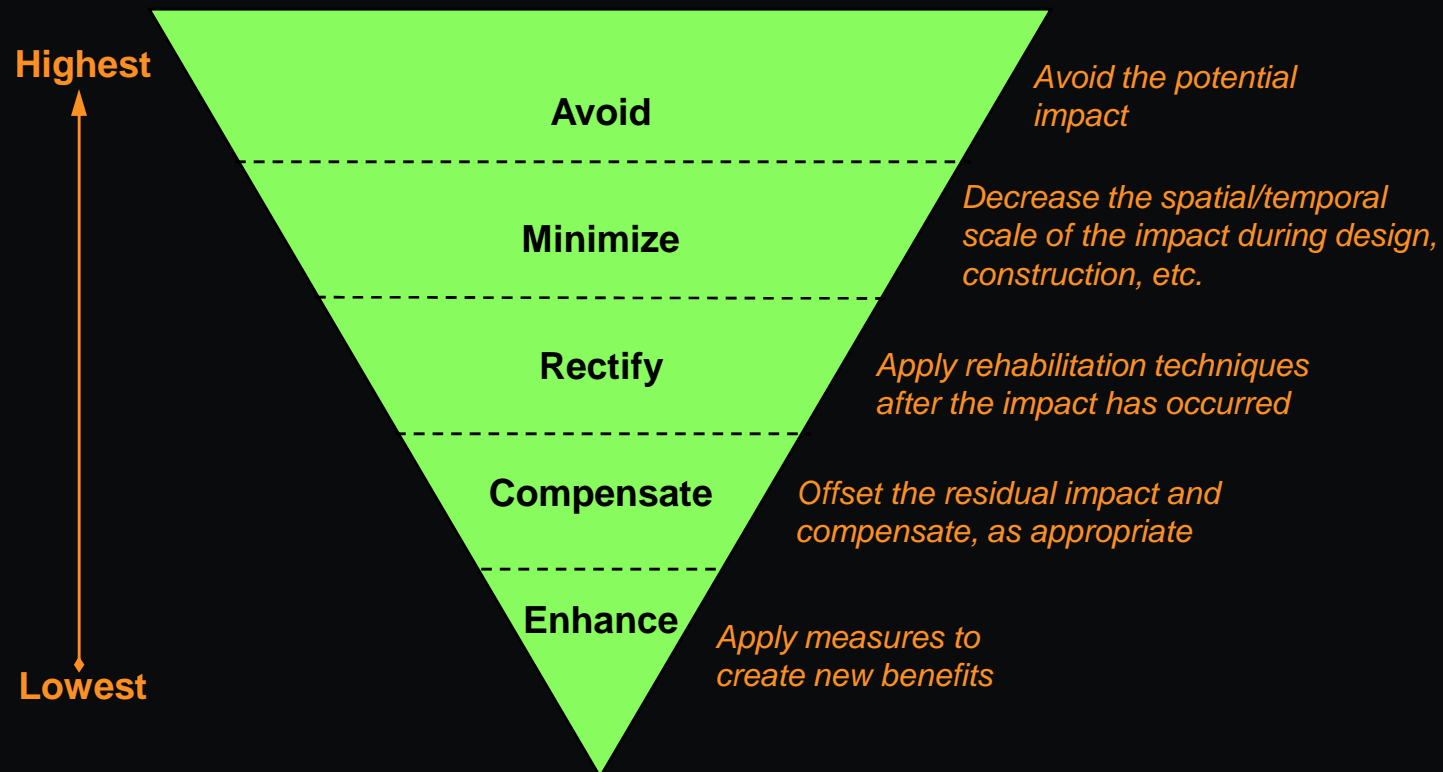 Highest
Avoid
Avoid the potential
impact
Minimize
Decrease the spatial/temporal
scale of the impact during design,
construction, etc.
Rectify
Apply rehabilitation techniques
after the impact has occurred
Compensate
Offset the residual impact and
compensate, as appropriate
Enhance
Apply measures to
create new benefits
Lowest